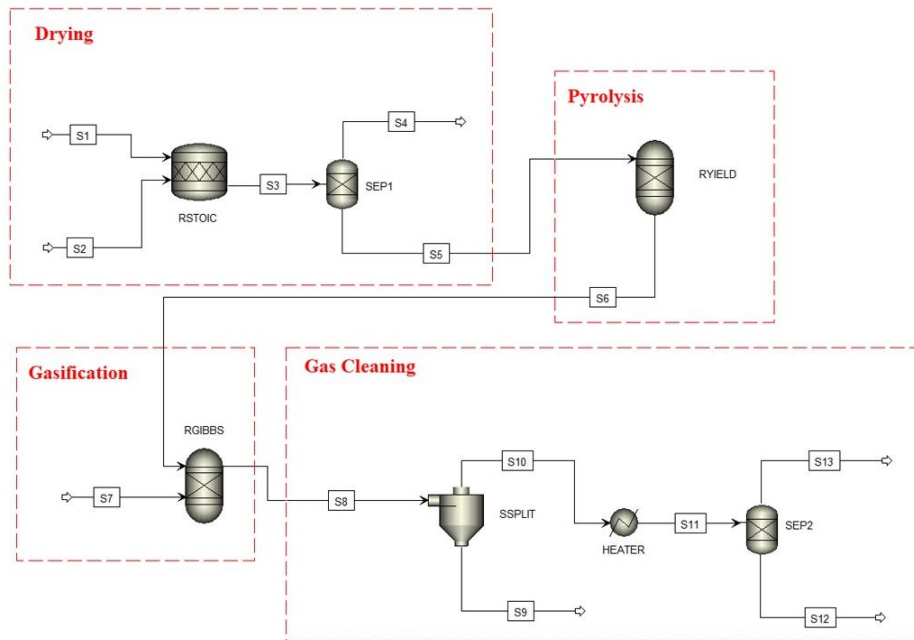 Drying
S1
S2
RSTOIC
S3
S4
SEP1
S5
Pyrolysis
RYIELD
S6
Gasification
RGIBBS
S7
Gas Cleaning
S8
S10
SSPLIT
S9
HEATER
S11
S13
SEP2
S12